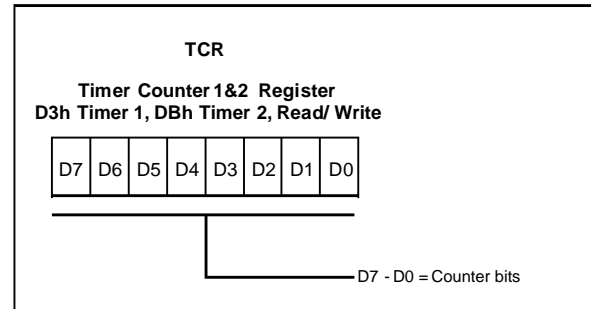 TCR
Timer Counter 1&2 Register
D3h Timer 1, DBh Timer 2, Read/ Write
D7 D6 D5 D4 D3 D2 D1 D0
D7 - D0 = Counter bits